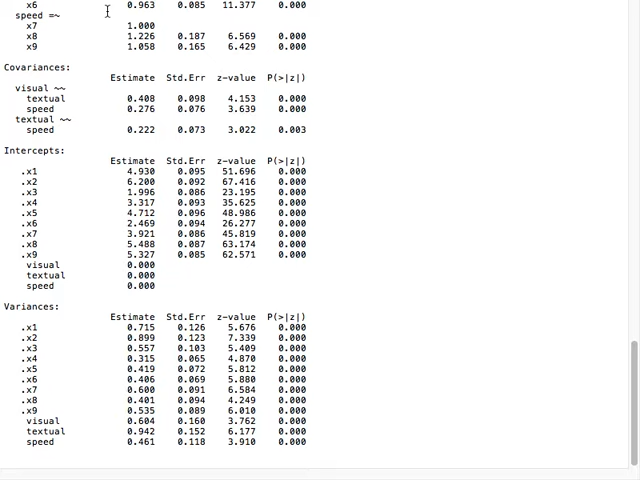 x6 0.963 0.085 11.377 0.000
speed =~
x7 1.000
x8 1.226 0.187 6.569 0.000
x9 1.058 0.165 6.429 0.000
Covariances:
Estimate Std.Err z-value P(>|z|)
visual ~~
textual 0.408 0.098 4.153 0.000
speed 0.276 0.076 3.639 0.000
textual ~~
speed 0.222 0.073 3.022 0.003
Intercepts:
Estimate Std.Err z-value P(>|z|)
.x1 4.930 0.095 51.696 0.000
.x2 6.200 0.092 67.416 0.000
.x3 1.996 0.086 23.195 0.000
.x4 3.317 0.093 35.625 0.000
.x5 4.712 0.096 48.986 0.000
.x6 2.469 0.094 26.277 0.000
.x7 3.921 0.086 45.819 0.000
.x8 5.488 0.087 63.174 0.000
.x9 5.327 0.085 62.571 0.000
visual 0.000
textual 0.000
speed 0.000
Variances:
Estimate Std.Err z-value P(>|z|)
.x1 0.715 0.126 5.676 0.000
.x2 0.899 0.123 7.339 0.000
.x3 0.557 0.103 5.409 0.000
.x4 0.315 0.065 4.870 0.000
.x5 0.419 0.072 5.812 0.000
.x6 0.406 0.069 5.880 0.000
.x7 0.600 0.091 6.584 0.000
.x8 0.401 0.094 4.249 0.000
.x9 0.535 0.089 6.010 0.000
visual 0.604 0.160 3.762 0.000
textual 0.942 0.152 6.177 0.000
speed 0.461 0.118 3.910 0.000